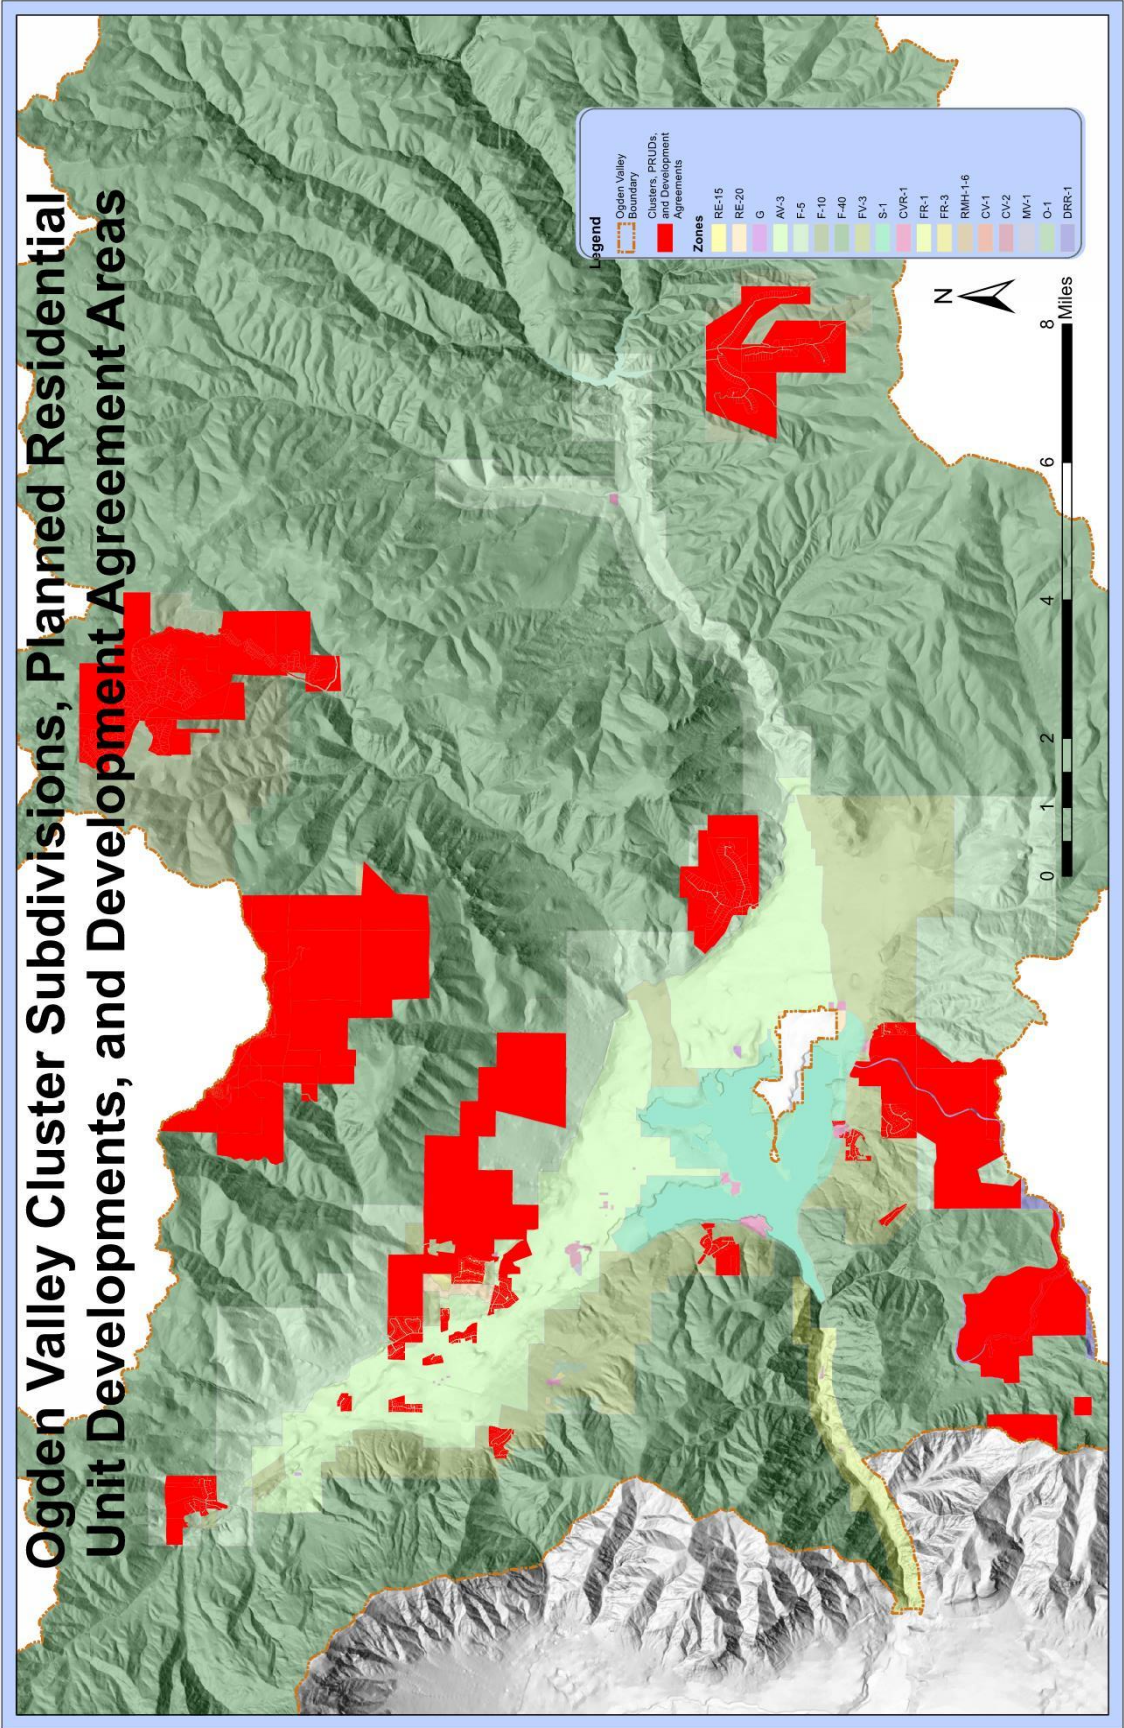 Ogden Valley Cluster Subdivisions, Planned Residential
Unit Developments, and Development Agreement Areas
Legend
Ogden Valley
Boundary
Clusters, PRUDs,
and Development
Agreements
Zones
RE-15
RE-20
G
AV-3
F-5
F-10
F-40
FV-3
S-1
CVR-1
FR-1
FR-3
RMH-1-6
CV-1
CV-2
MV-1
O-1
DRR-1
N
0 1 2 4 6 8
Miles